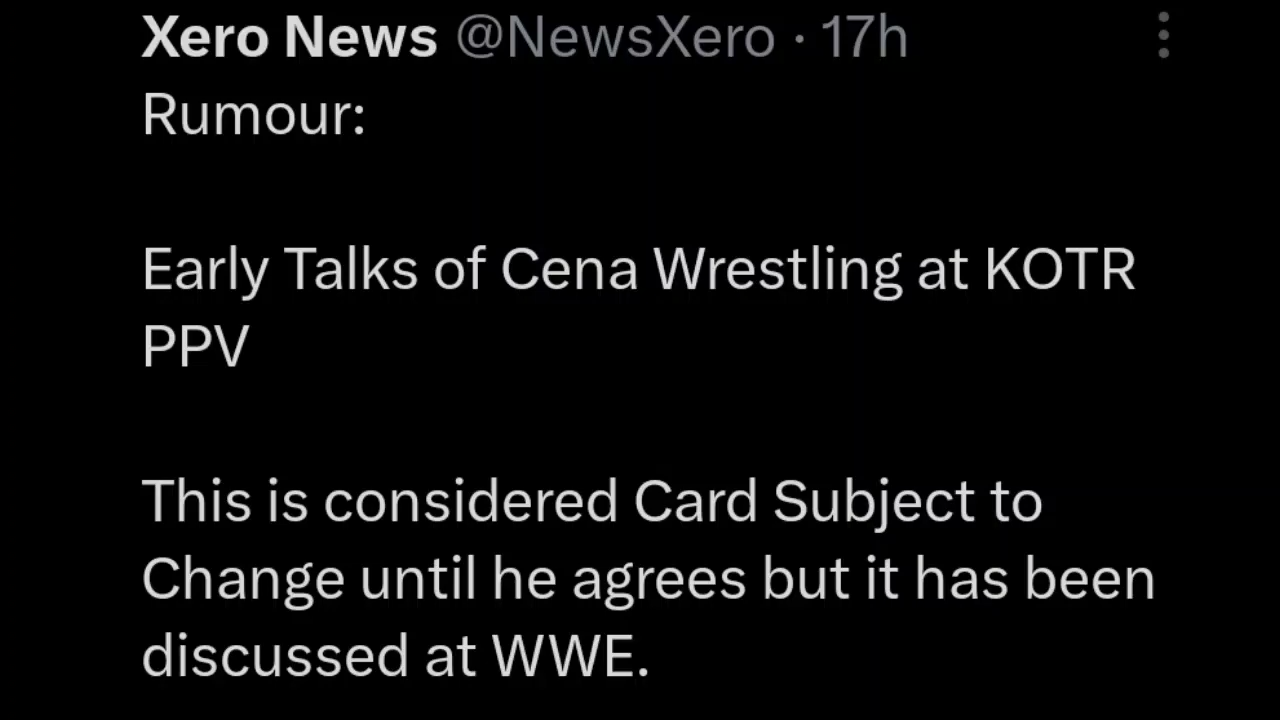 Xero News @NewsXero · 17h
Rumour:
Early Talks of Cena Wrestling at KOTR
PPV
This is considered Card Subject to
Change until he agrees but it has been
discussed at WWE.